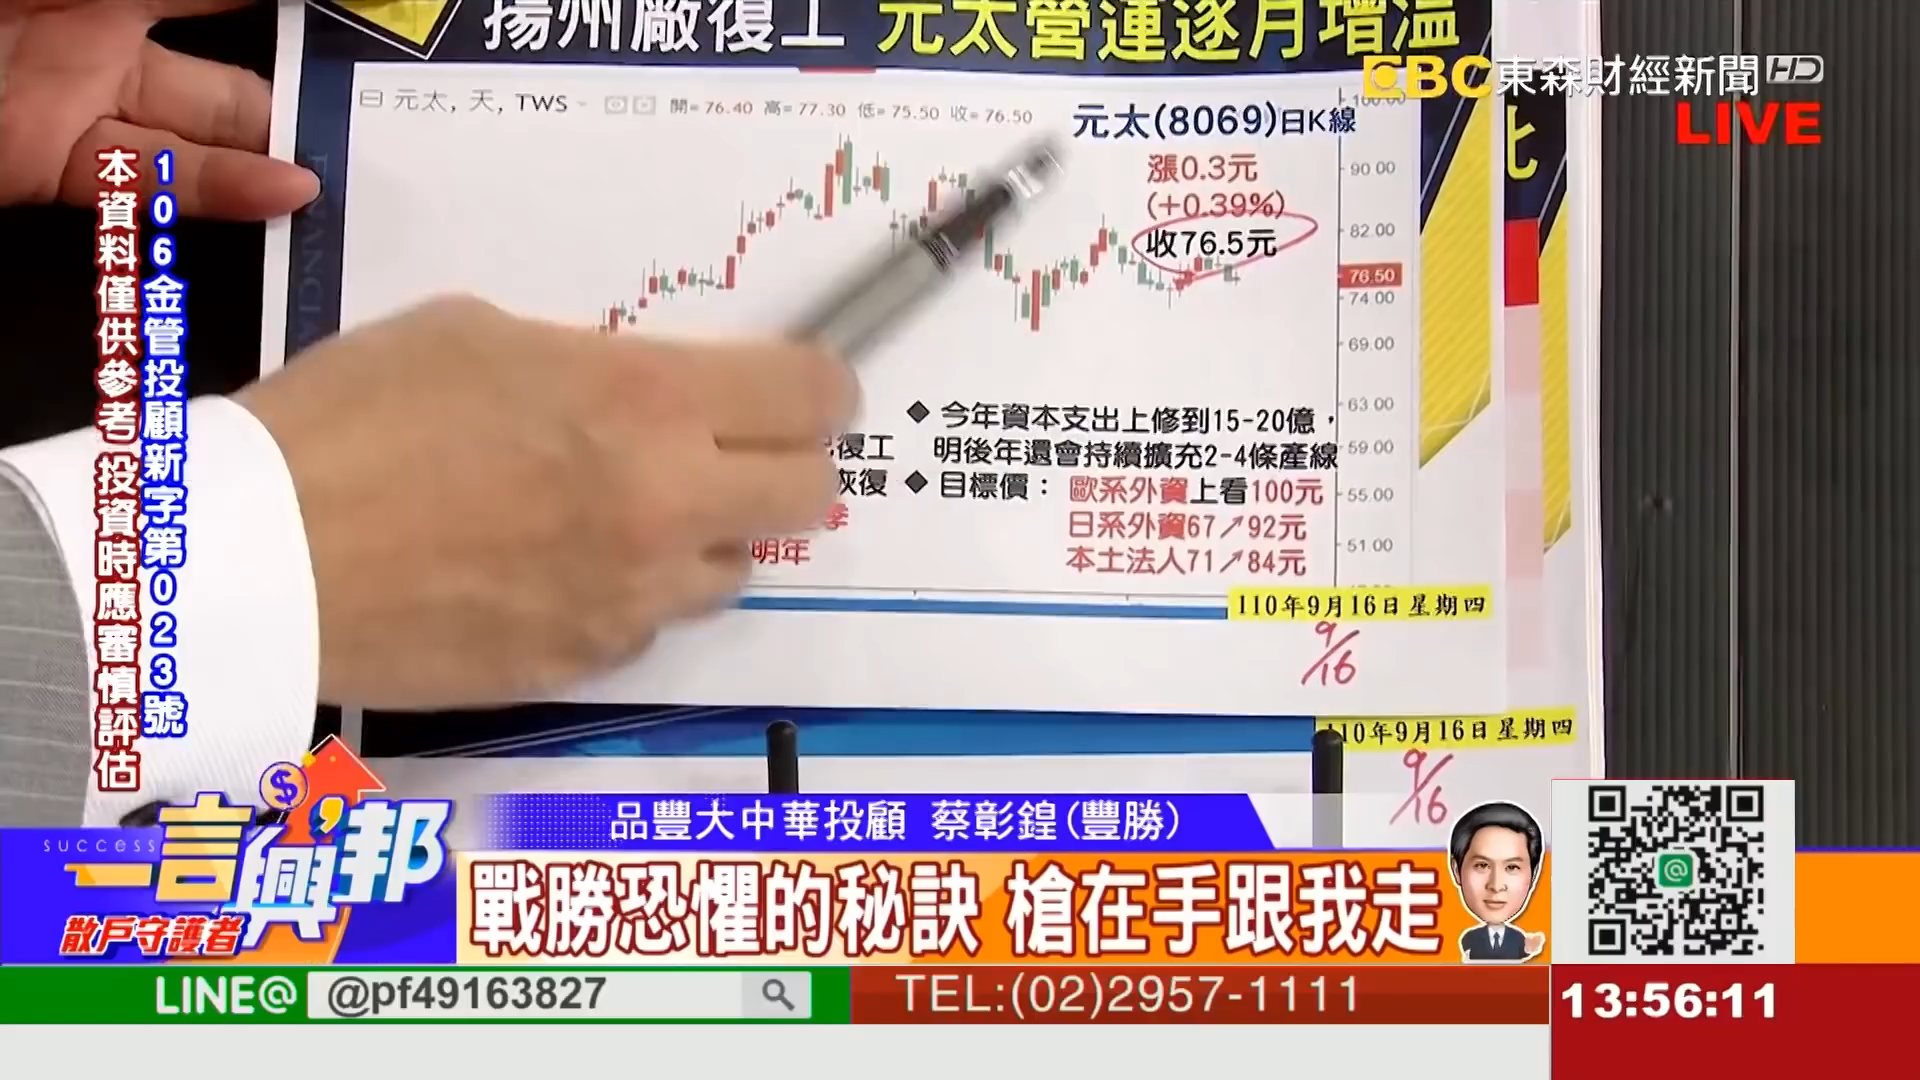 揚州廠復工 元太營運逐月增溫
EBC東森財經新聞HD
LIVE
元太, 天, TWS 開=76.40 高=77.30 低=75.50 收=76.50
元太(8069)日K線
漲0.3元
(+0.39%)
收76.5元
100.00
90.00
82.00
76.50
74.00
69.00
63.00
59.00
55.00
51.00
比
◆ 今年資本支出上修到15-20億，
明後年還會持續擴充2-4條產線
◆ 目標價： 歐系外資上看100元
日系外資67↗92元
本土法人71↗84元
復工
恢復
季
明年
110年9月16日星期四
9/16
110年9月16日星期四
9/16
106金管投顧新字第023號
本資料僅供參考投資時應審慎評估
success
一言興邦
散戶守護者
品豐大中華投顧 蔡彰鍠(豐勝)
戰勝恐懼的秘訣 槍在手跟我走
LINE@ @pf49163827
TEL:(02)2957-1111
13:56:11